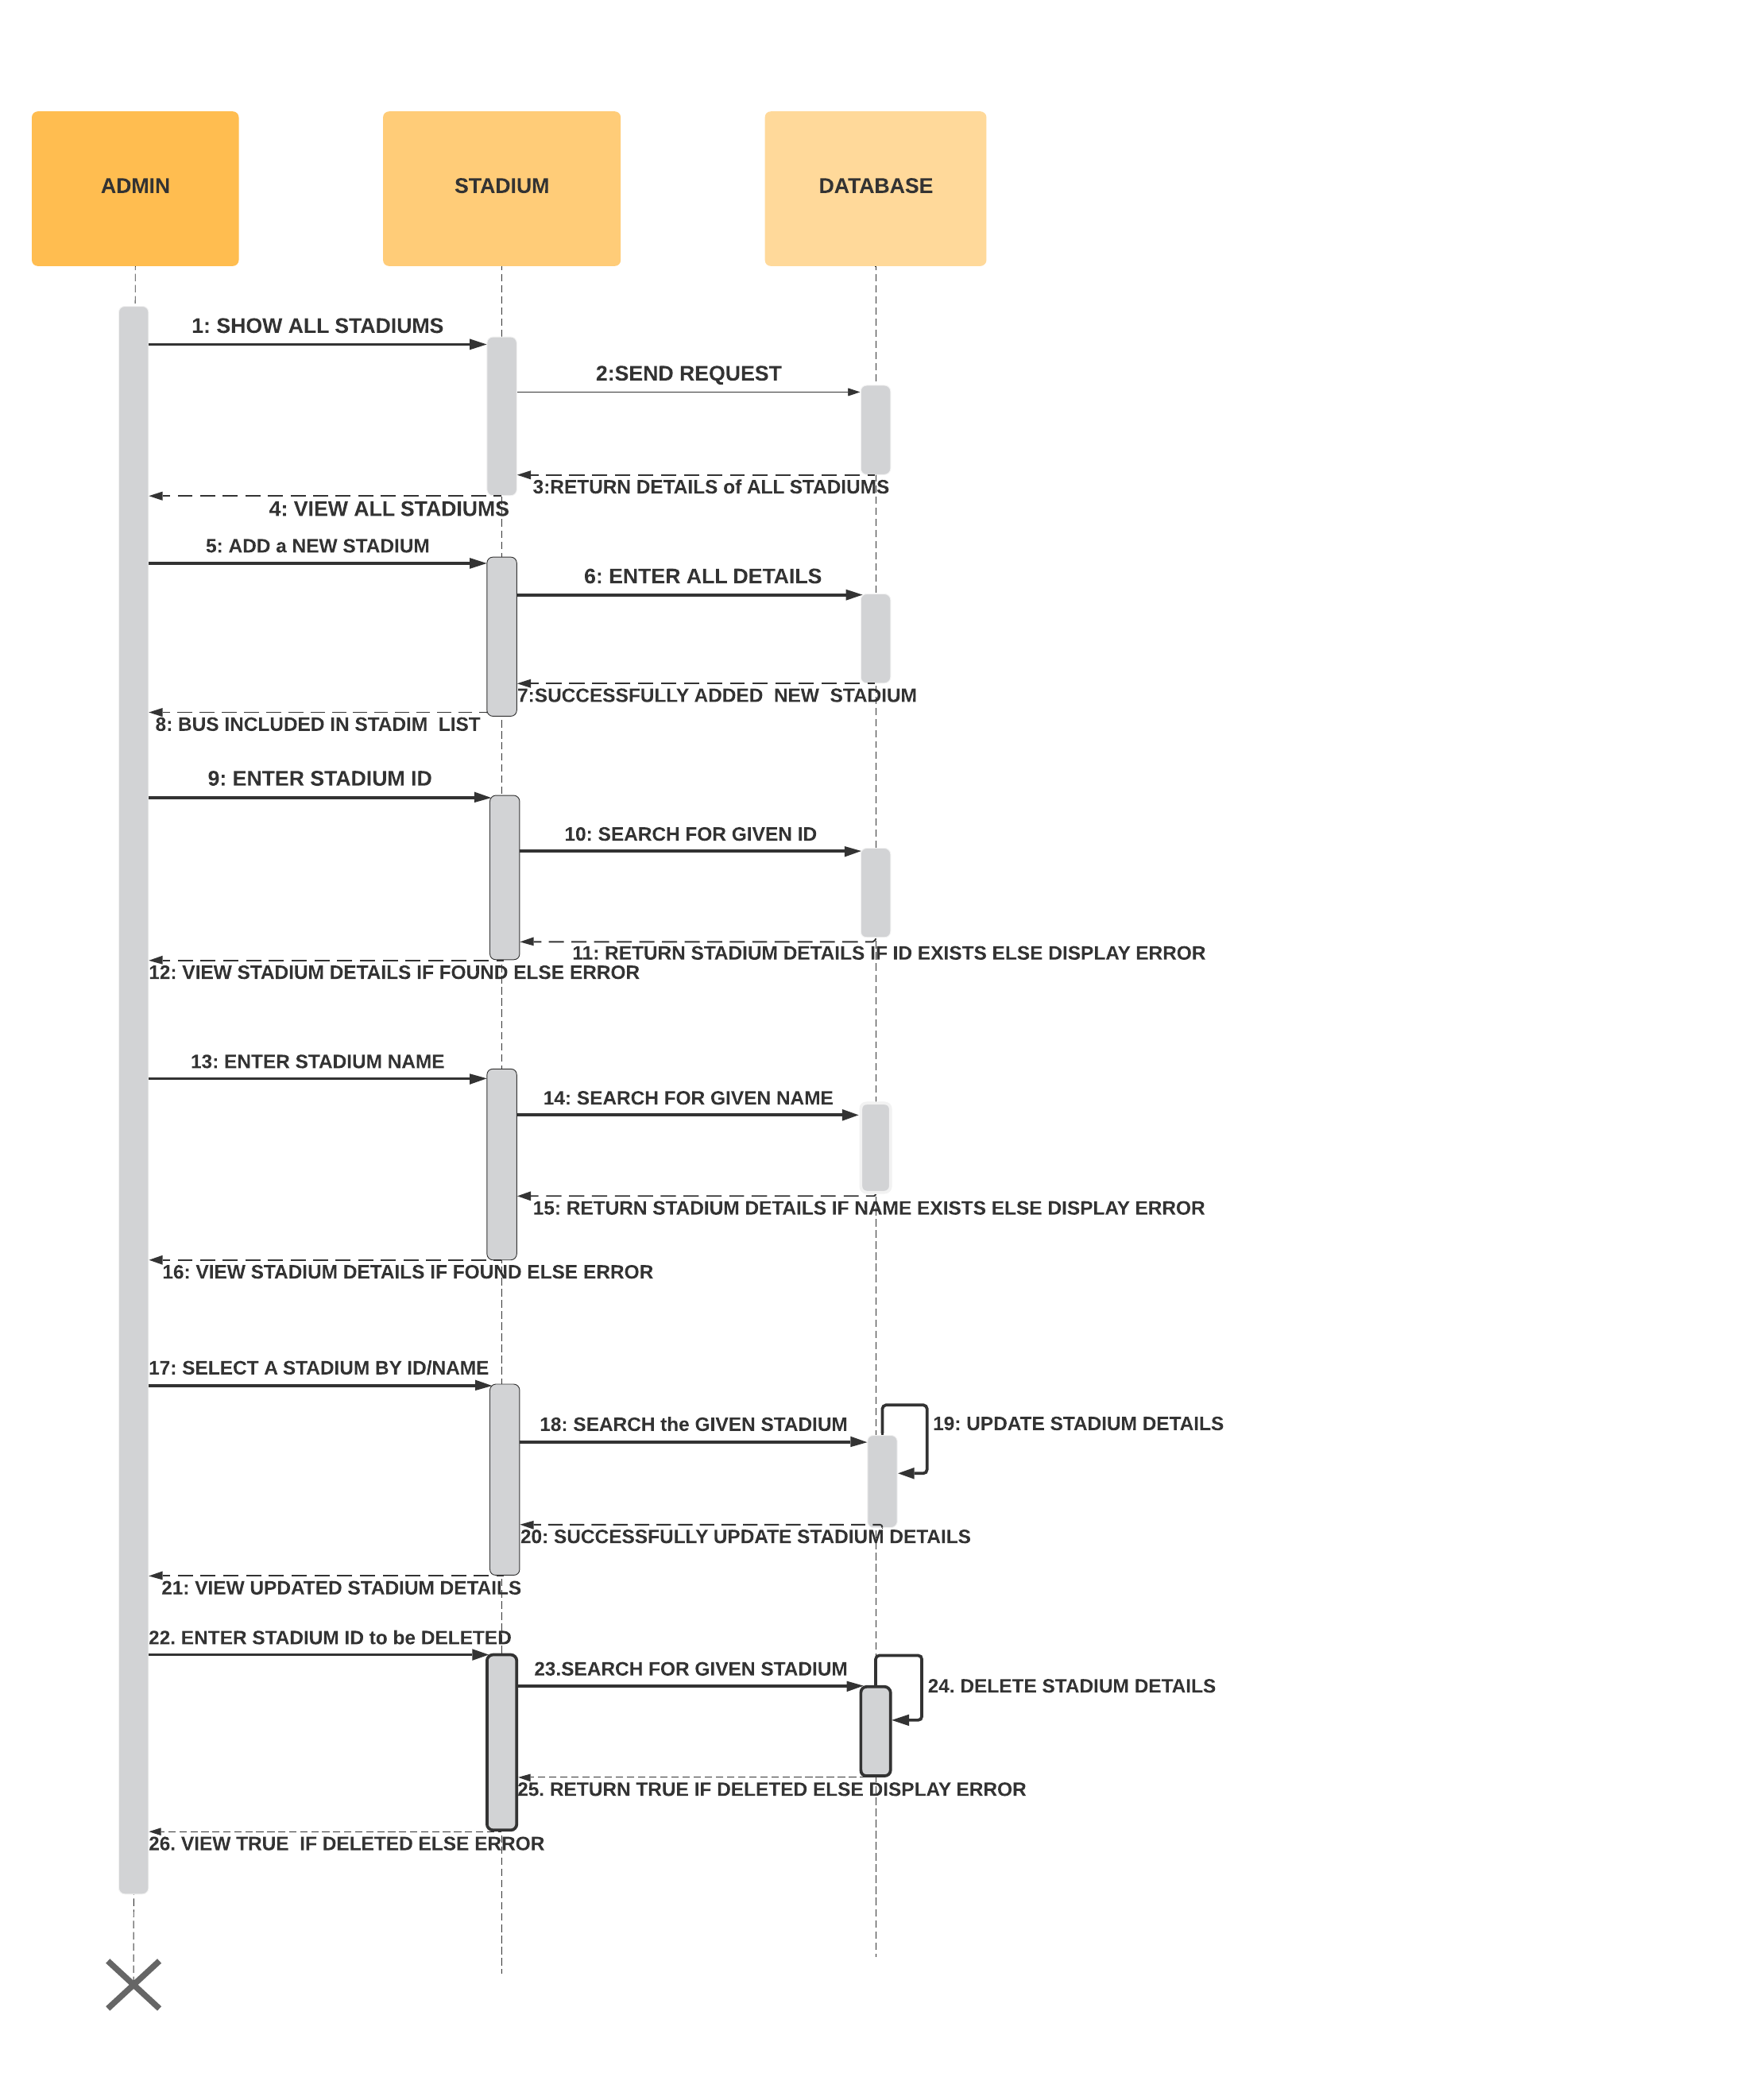 ADMIN
STADIUM
DATABASE
1: SHOW ALL STADIUMS
2:SEND REQUEST
3:RETURN DETAILS of ALL STADIUMS
4: VIEW ALL STADIUMS
5: ADD a NEW STADIUM
6: ENTER ALL DETAILS
7:SUCCESSFULLY ADDED  NEW  STADIUM
8: BUS INCLUDED IN STADIM  LIST
9: ENTER STADIUM ID
10: SEARCH FOR GIVEN ID
11: RETURN STADIUM DETAILS IF ID EXISTS ELSE DISPLAY ERROR
12: VIEW STADIUM DETAILS IF FOUND ELSE ERROR
13: ENTER STADIUM NAME
14: SEARCH FOR GIVEN NAME
15: RETURN STADIUM DETAILS IF NAME EXISTS ELSE DISPLAY ERROR
16: VIEW STADIUM DETAILS IF FOUND ELSE ERROR
17: SELECT A STADIUM BY ID/NAME
18: SEARCH the GIVEN STADIUM
19: UPDATE STADIUM DETAILS
20: SUCCESSFULLY UPDATE STADIUM DETAILS
21: VIEW UPDATED STADIUM DETAILS
22. ENTER STADIUM ID to be DELETED
23.SEARCH FOR GIVEN STADIUM
24. DELETE STADIUM DETAILS
25. RETURN TRUE IF DELETED ELSE DISPLAY ERROR
26. VIEW TRUE  IF DELETED ELSE ERROR